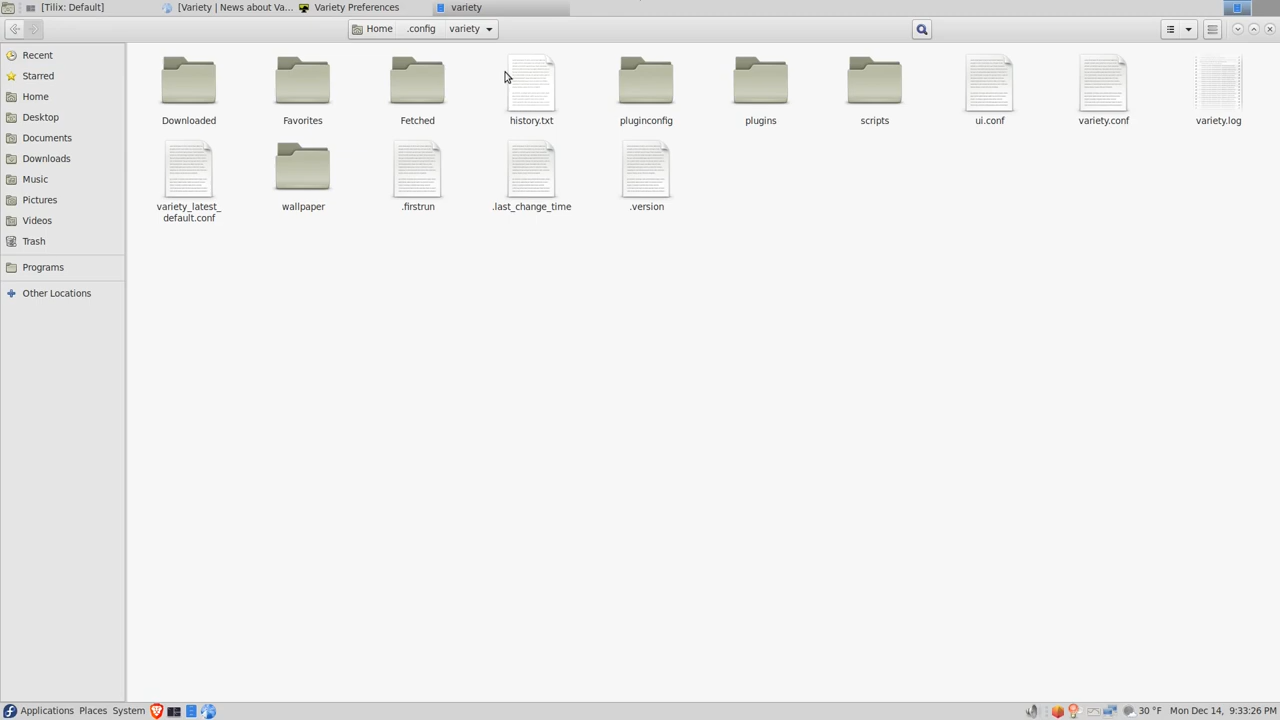 [Tilix: Default] [Variety | News about Va... Variety Preferences variety
Home .config variety
Recent
Starred
Home
Desktop
Documents
Downloads
Music
Pictures
Videos
Trash
Programs
Other Locations
Downloaded Favorites Fetched history.txt pluginconfig plugins scripts ui.conf variety.conf variety.log
variety_latest_
default.conf
wallpaper .firstrun .last_change_time .version
Applications Places System 30 °F Mon Dec 14, 9:33:26 PM